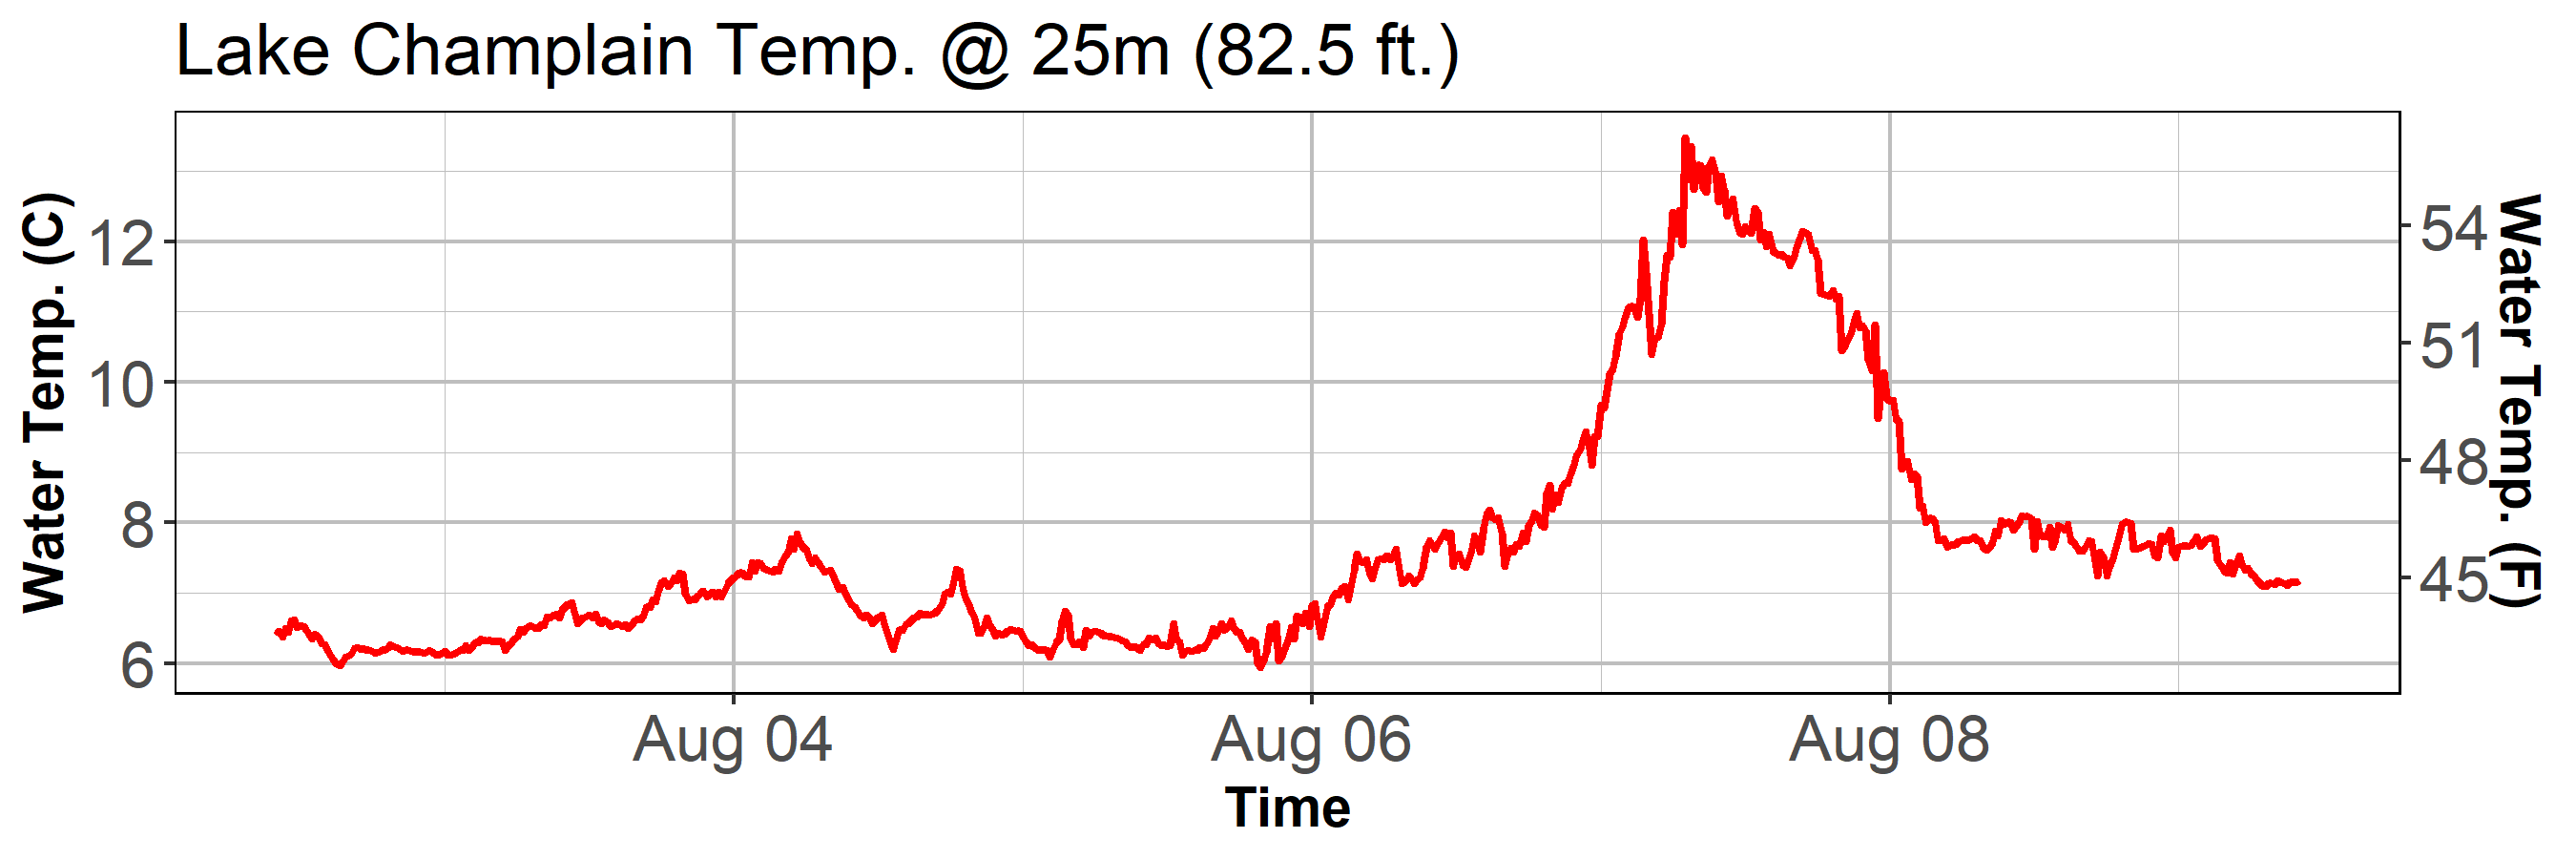 Lake Champlain Temp. @ 25m (82.5 ft.)
Water Temp. (C)
12
10
8
6
54
51
48
45
Water Temp. (F)
Aug 04
Aug 06
Aug 08
Time